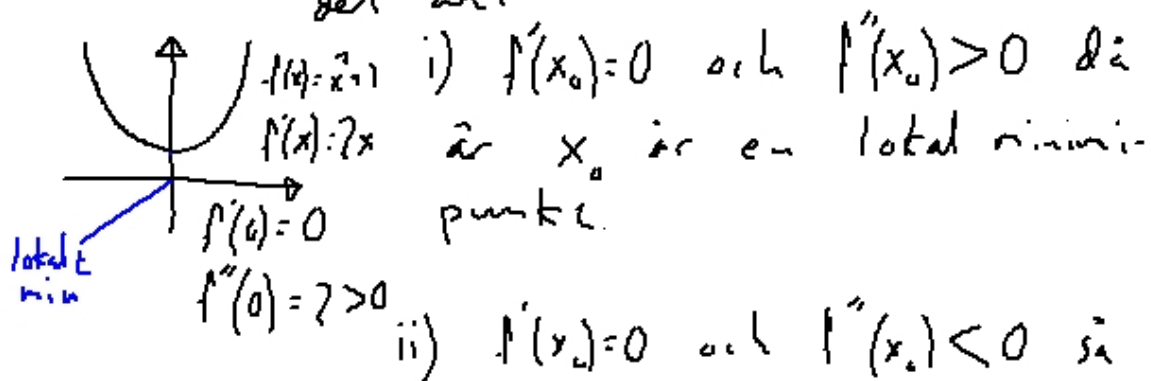 i) f'(x₀)=0 och f''(x₀)>0 då
är x₀ är en lokal minimi-
punkt.
f(x)=x²+1
f'(x)=2x
f'(0)=0
f''(0)=2>0
lokalt
min
ii) f'(x₀)=0 och f''(x₀)<0 så